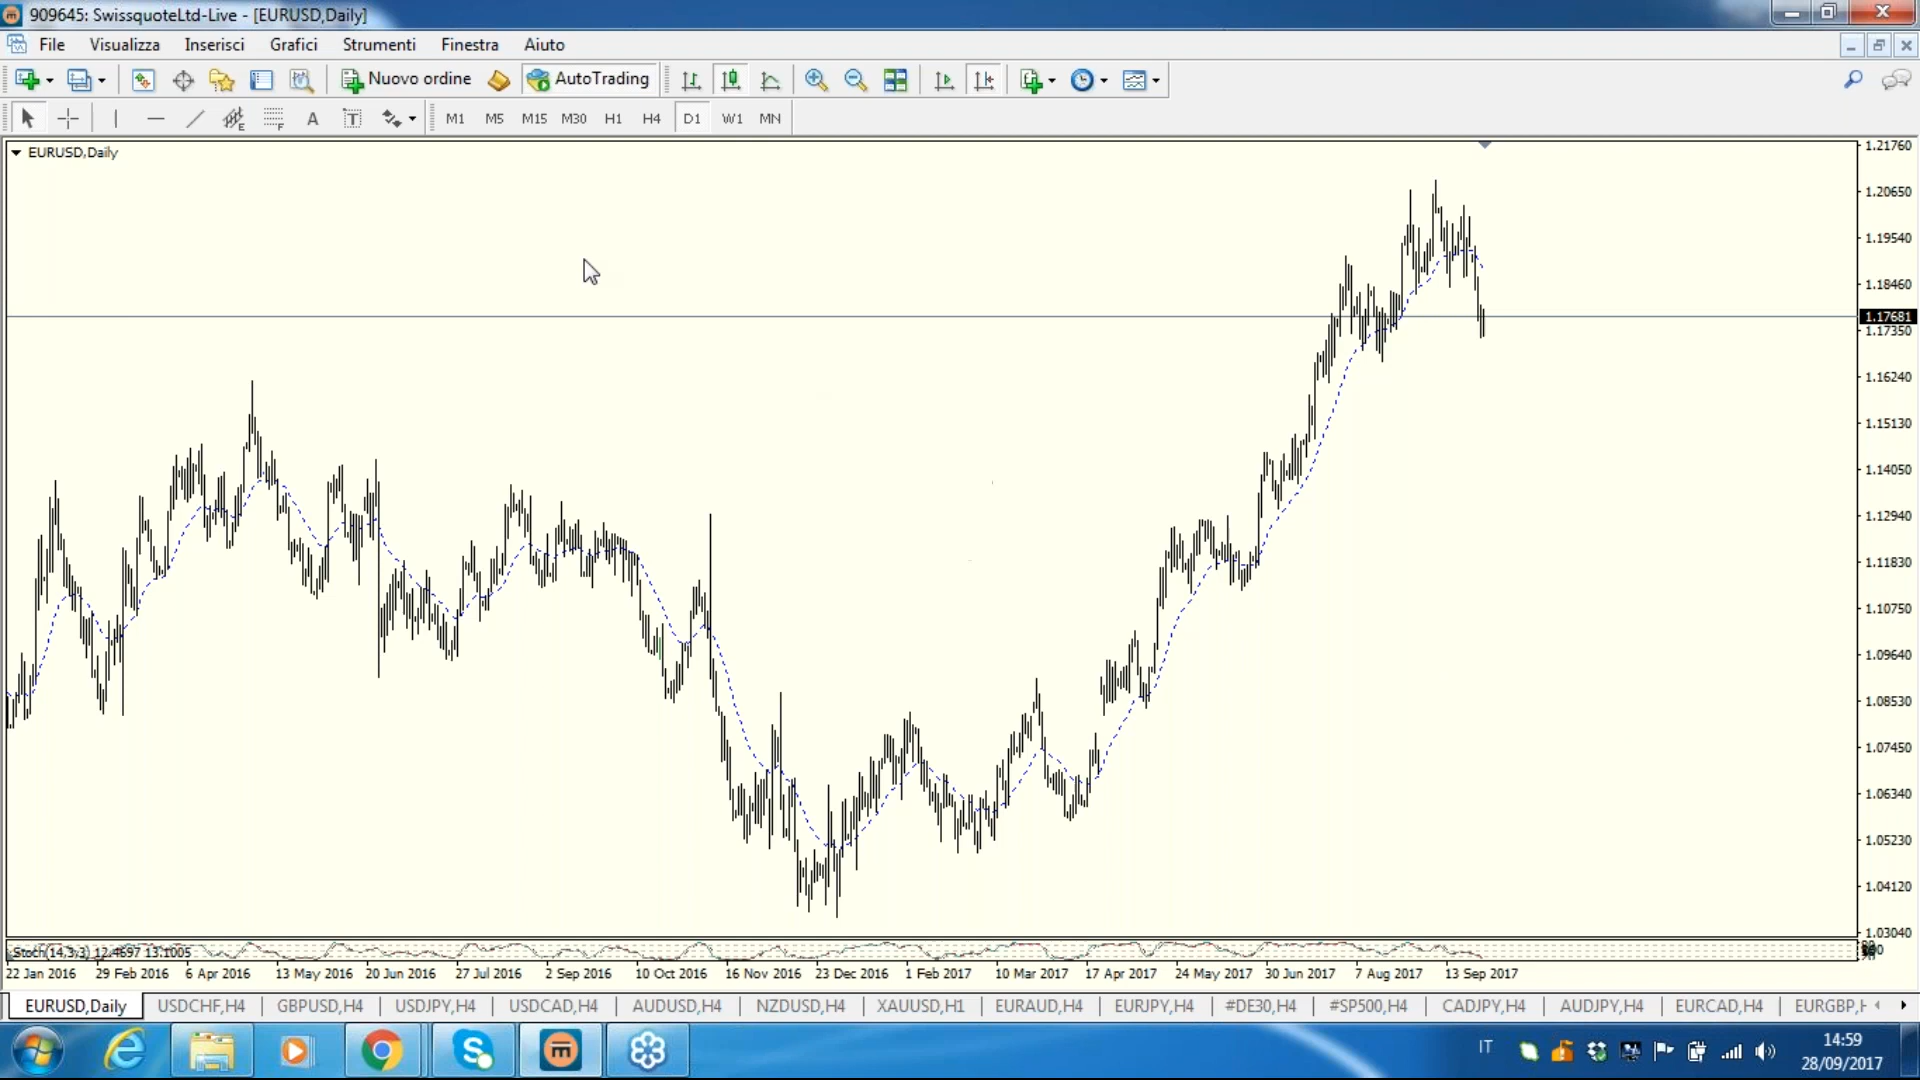 909645: SwissquoteLtd-Live - [EURUSD,Daily]
File Visualizza Inserisci Grafici Strumenti Finestra Aiuto
Nuovo ordine AutoTrading
A T M1 M5 M15 M30 H1 H4 D1 W1 MN
EURUSD,Daily
1.21760
1.20650
1.19540
1.18460
1.17681
1.17350
1.16240
1.15130
1.14050
1.12940
1.11830
1.10750
1.09640
1.08530
1.07450
1.06340
1.05230
1.04120
1.03040
Stoch(14,3,3) 12.4697 13.1005
22 Jan 2016 29 Feb 2016 6 Apr 2016 13 May 2016 20 Jun 2016 27 Jul 2016 2 Sep 2016 10 Oct 2016 16 Nov 2016 23 Dec 2016 1 Feb 2017 10 Mar 2017 17 Apr 2017 24 May 2017 30 Jun 2017 7 Aug 2017 13 Sep 2017
EURUSD,Daily USDCHF,H4 GBPUSD,H4 USDJPY,H4 USDCAD,H4 AUDUSD,H4 NZDUSD,H4 XAUUSD,H1 EURAUD,H4 EURJPY,H4 #DE30,H4 #SP500,H4 CADJPY,H4 AUDJPY,H4 EURCAD,H4 EURGBP,H
IT
14:59
28/09/2017